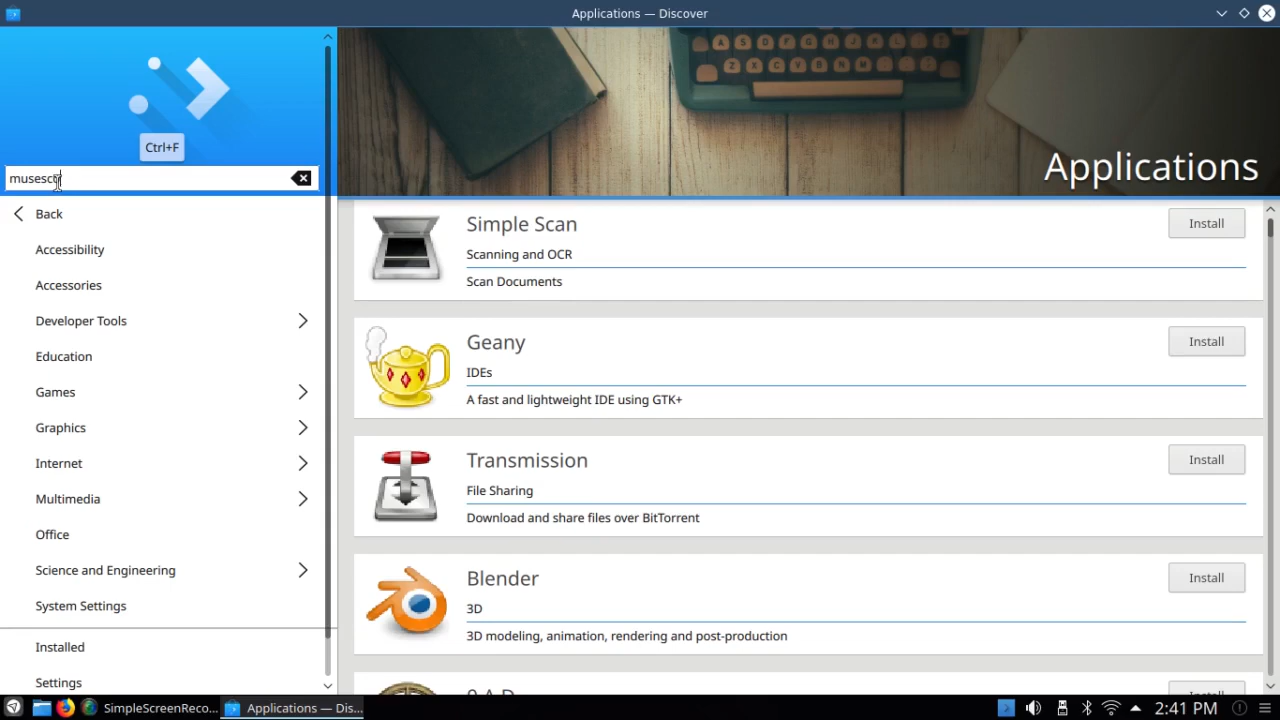 Applications — Discover
Ctrl+F
musesc
Back
Accessibility
Accessories
Developer Tools
Education
Games
Graphics
Internet
Multimedia
Office
Science and Engineering
System Settings
Installed
Settings
Applications
Simple Scan
Install
Scanning and OCR
Scan Documents
Geany
Install
IDEs
A fast and lightweight IDE using GTK+
Transmission
Install
File Sharing
Download and share files over BitTorrent
Blender
Install
3D
3D modeling, animation, rendering and post-production
0 A.D.
Install
SimpleScreenReco...
Applications — Dis...
2:41 PM